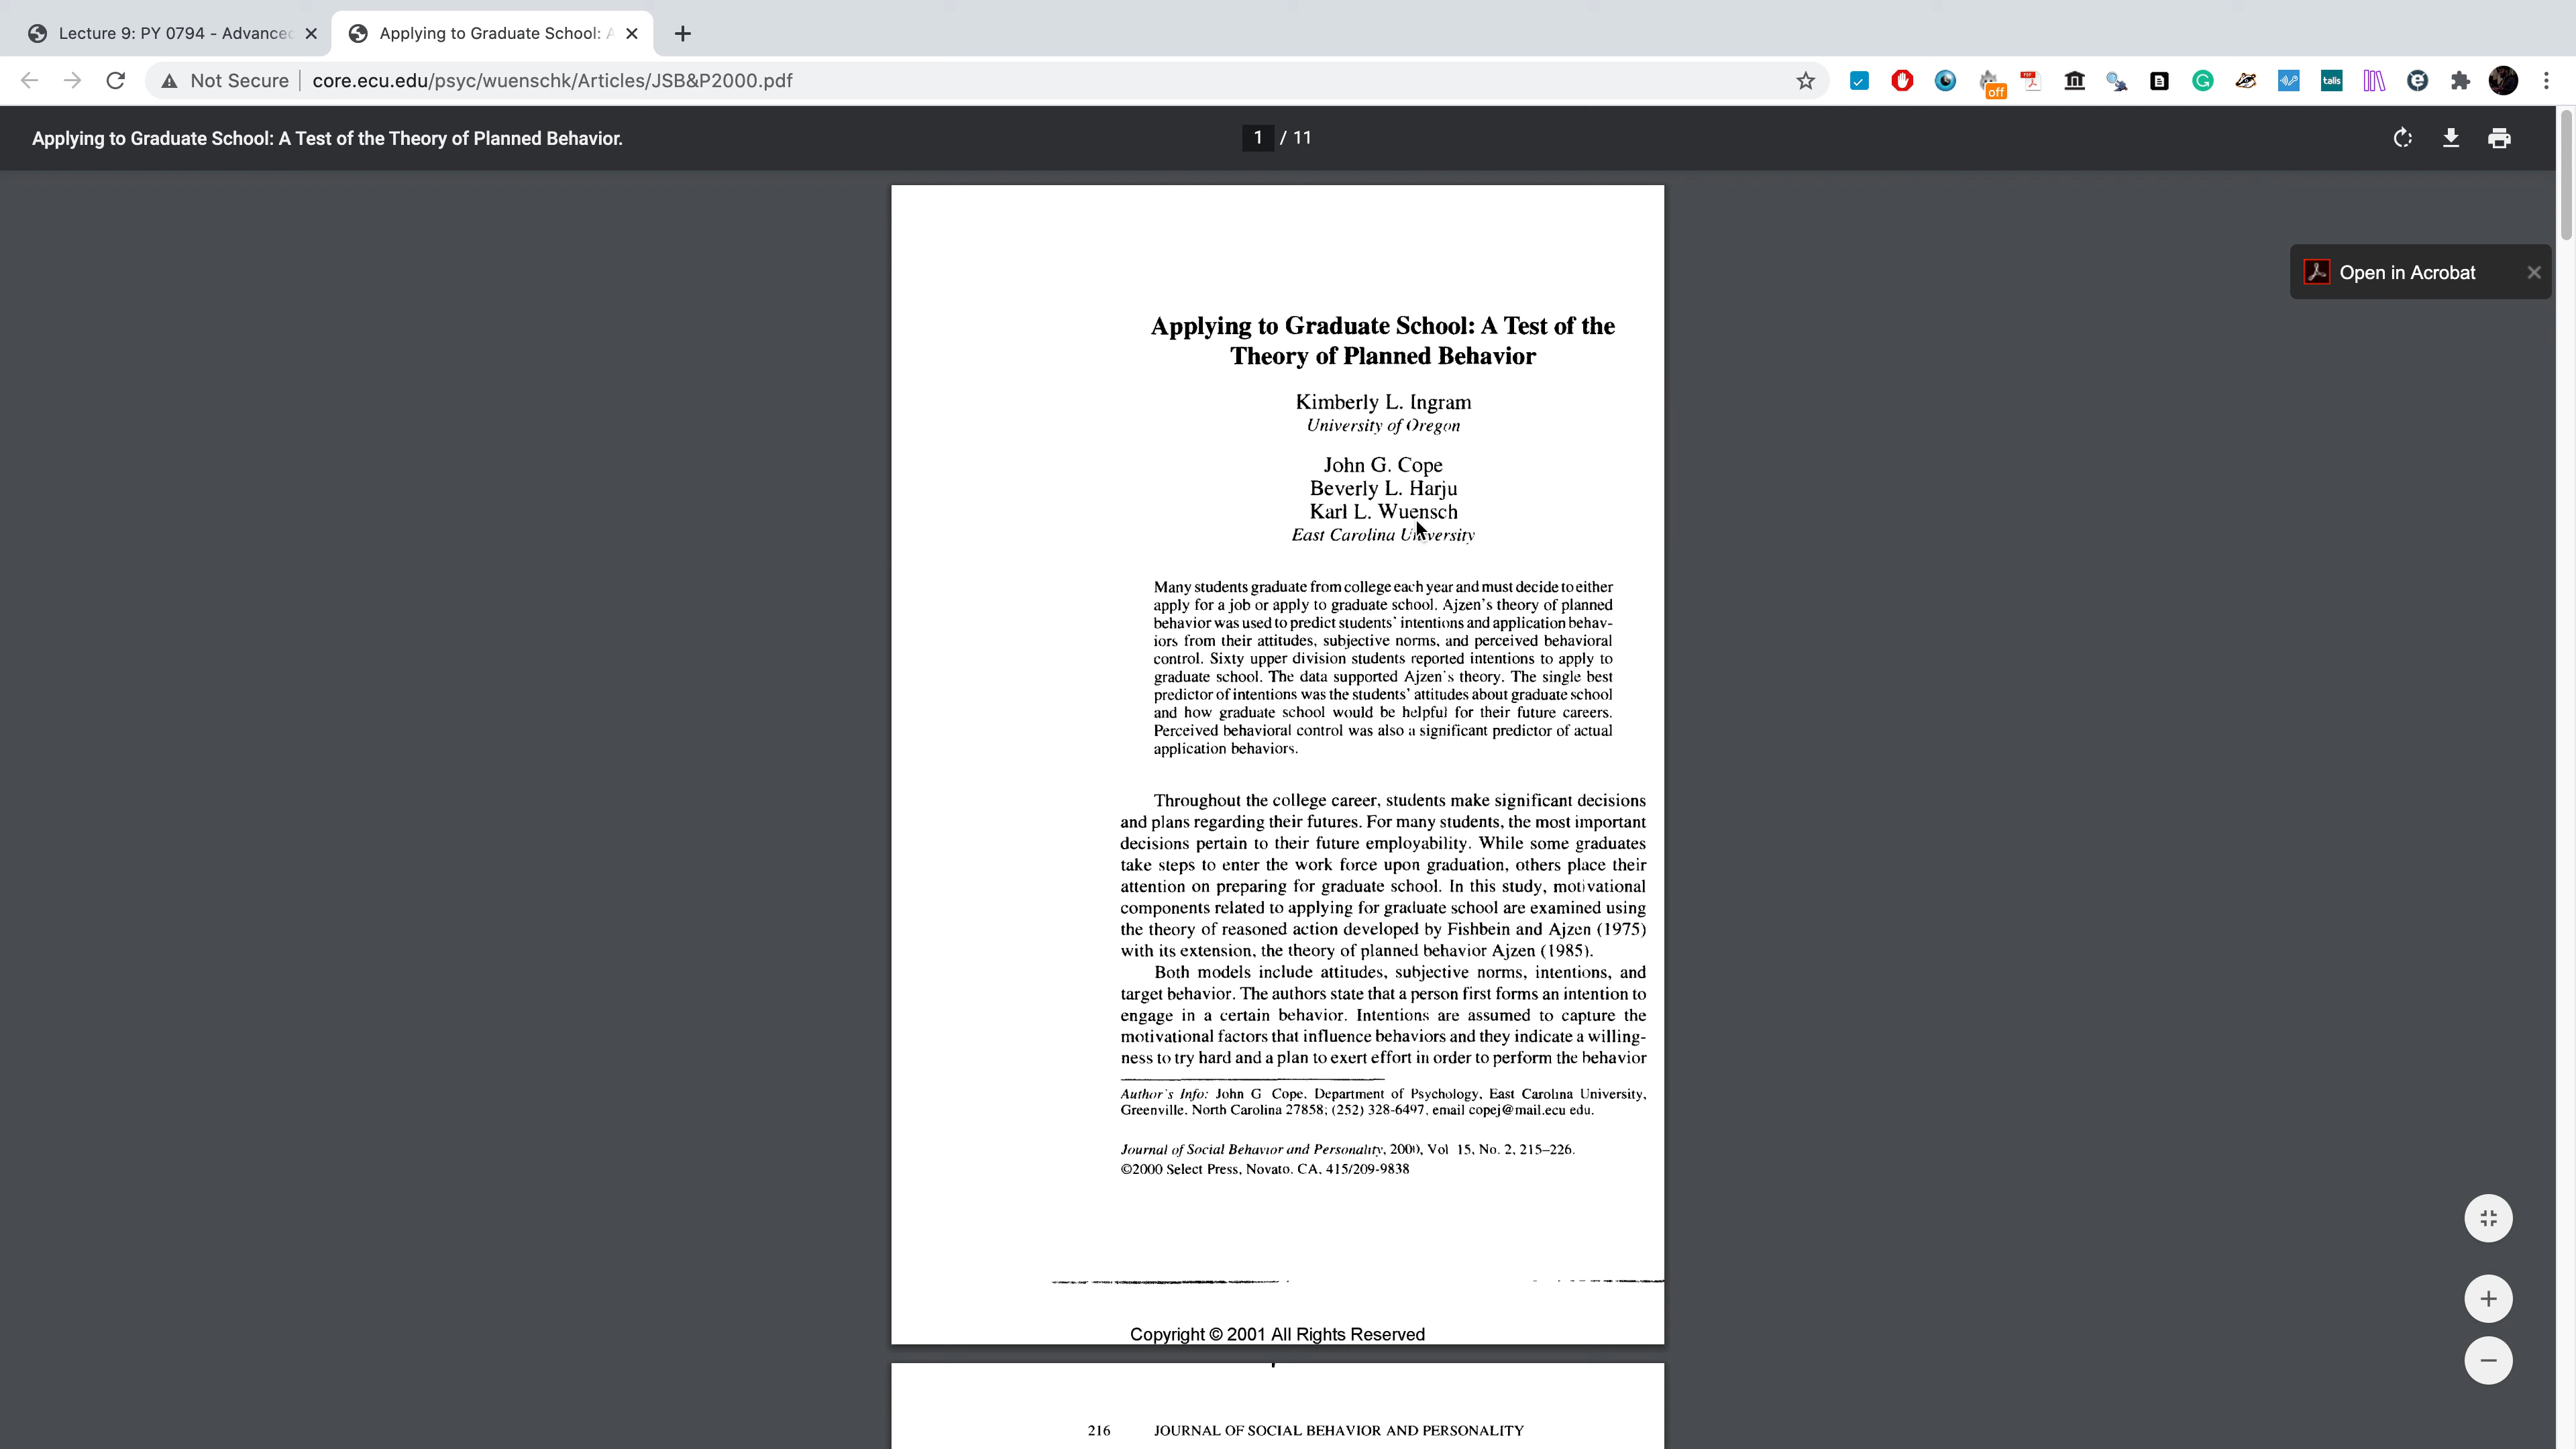 Lecture 9: PY 0794 - Advanced
Applying to Graduate School: A
Not Secure
core.ecu.edu/psyc/wuenschk/Articles/JSB&P2000.pdf
off
PDF
G
talis
Applying to Graduate School: A Test of the Theory of Planned Behavior.
1 / 11
Open in Acrobat
Applying to Graduate School: A Test of the
Theory of Planned Behavior
Kimberly L. Ingram
University of Oregon
John G. Cope
Beverly L. Harju
Karl L. Wuensch
East Carolina University
Many students graduate from college each year and must decide to either
apply for a job or apply to graduate school. Ajzen's theory of planned
behavior was used to predict students' intentions and application behav-
iors from their attitudes, subjective norms, and perceived behavioral
control. Sixty upper division students reported intentions to apply to
graduate school. The data supported Ajzen's theory. The single best
predictor of intentions was the students' attitudes about graduate school
and how graduate school would be helpful for their future careers.
Perceived behavioral control was also a significant predictor of actual
application behaviors.
Throughout the college career, students make significant decisions
and plans regarding their futures. For many students, the most important
decisions pertain to their future employability. While some graduates
take steps to enter the work force upon graduation, others place their
attention on preparing for graduate school. In this study, motivational
components related to applying for graduate school are examined using
the theory of reasoned action developed by Fishbein and Ajzen (1975)
with its extension, the theory of planned behavior Ajzen (1985).
Both models include attitudes, subjective norms, intentions, and
target behavior. The authors state that a person first forms an intention to
engage in a certain behavior. Intentions are assumed to capture the
motivational factors that influence behaviors and they indicate a willing-
ness to try hard and a plan to exert effort in order to perform the behavior
Author's Info: John G Cope, Department of Psychology, East Carolina University,
Greenville, North Carolina 27858; (252) 328-6497, email copej@mail.ecu edu.
Journal of Social Behavior and Personality, 2000, Vol 15, No. 2, 215–226.
©2000 Select Press, Novato, CA, 415/209-9838
Copyright © 2001 All Rights Reserved
216 JOURNAL OF SOCIAL BEHAVIOR AND PERSONALITY